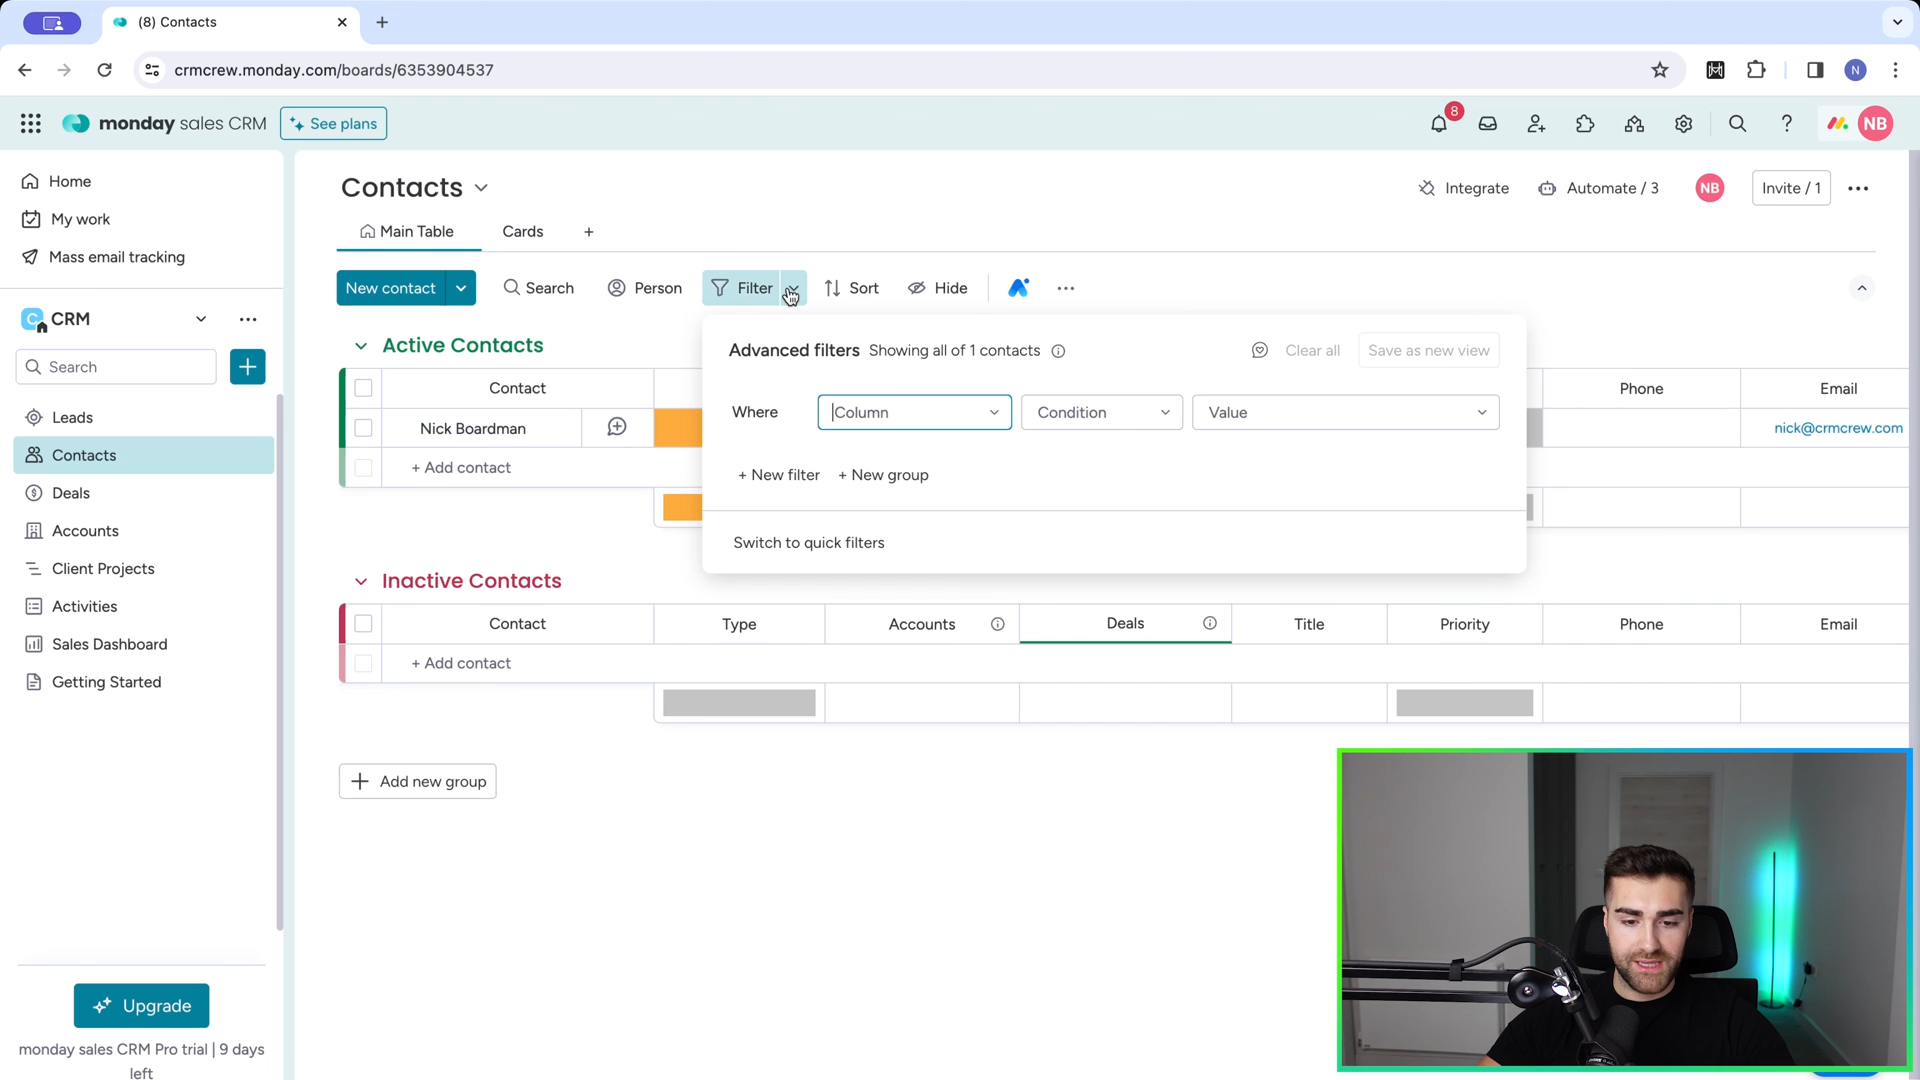 (8) Contacts
crmcrew.monday.com/boards/6353904537
N
monday sales CRM
See plans
8
NB
Home
My work
Mass email tracking
CRM
Search
Leads
Contacts
Deals
Accounts
Client Projects
Activities
Sales Dashboard
Getting Started
Upgrade
monday sales CRM Pro trial | 9 days
left
Contacts
Integrate
Automate / 3
NB
Invite / 1
Main Table
Cards
New contact
Search
Person
Filter
Sort
Hide
Active Contacts
Contact
Phone
Email
Nick Boardman
nick@crmcrew.com
+ Add contact
Advanced filters Showing all of 1 contacts
Clear all
Save as new view
Where
Column
Condition
Value
+ New filter
+ New group
Switch to quick filters
Inactive Contacts
Contact
Type
Accounts
Deals
Title
Priority
Phone
Email
+ Add contact
Add new group